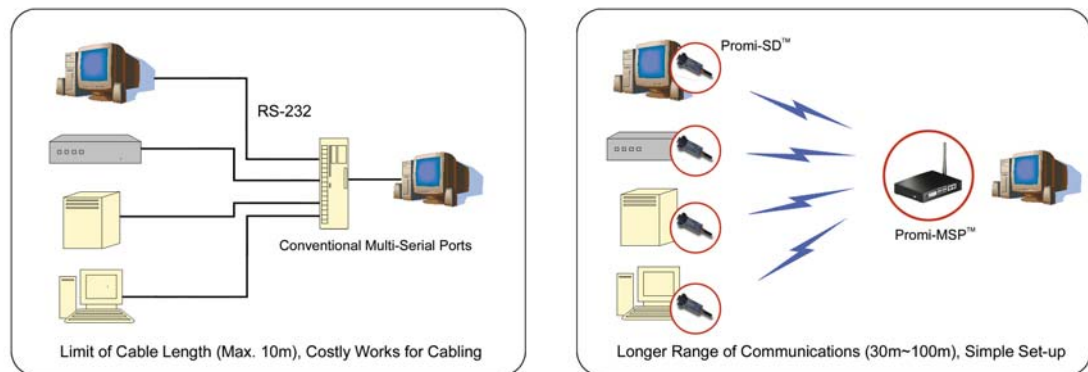 RS-232
Conventional Multi-Serial Ports
Limit of Cable Length (Max. 10m), Costly Works for Cabling
Promi-SD™
Promi-MSP™
Longer Range of Communications (30m~100m), Simple Set-up